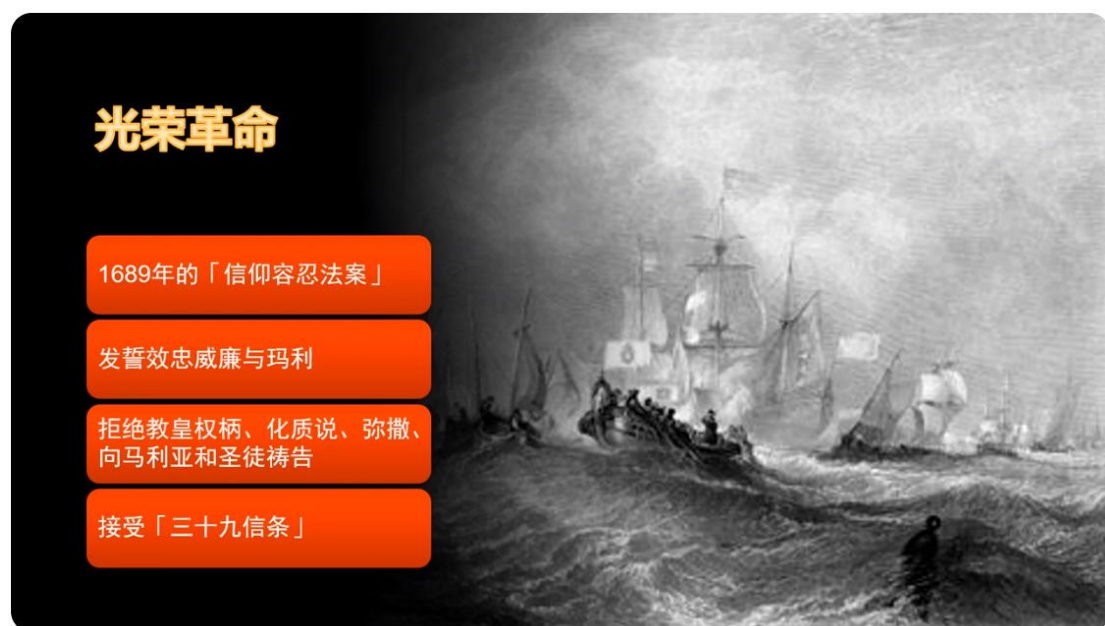 光荣革命
1689年的「信仰容忍法案」
发誓效忠威廉与玛利
拒绝教皇权柄、化质说、弥撒、
向马利亚和圣徒祷告
接受「三十九信条」